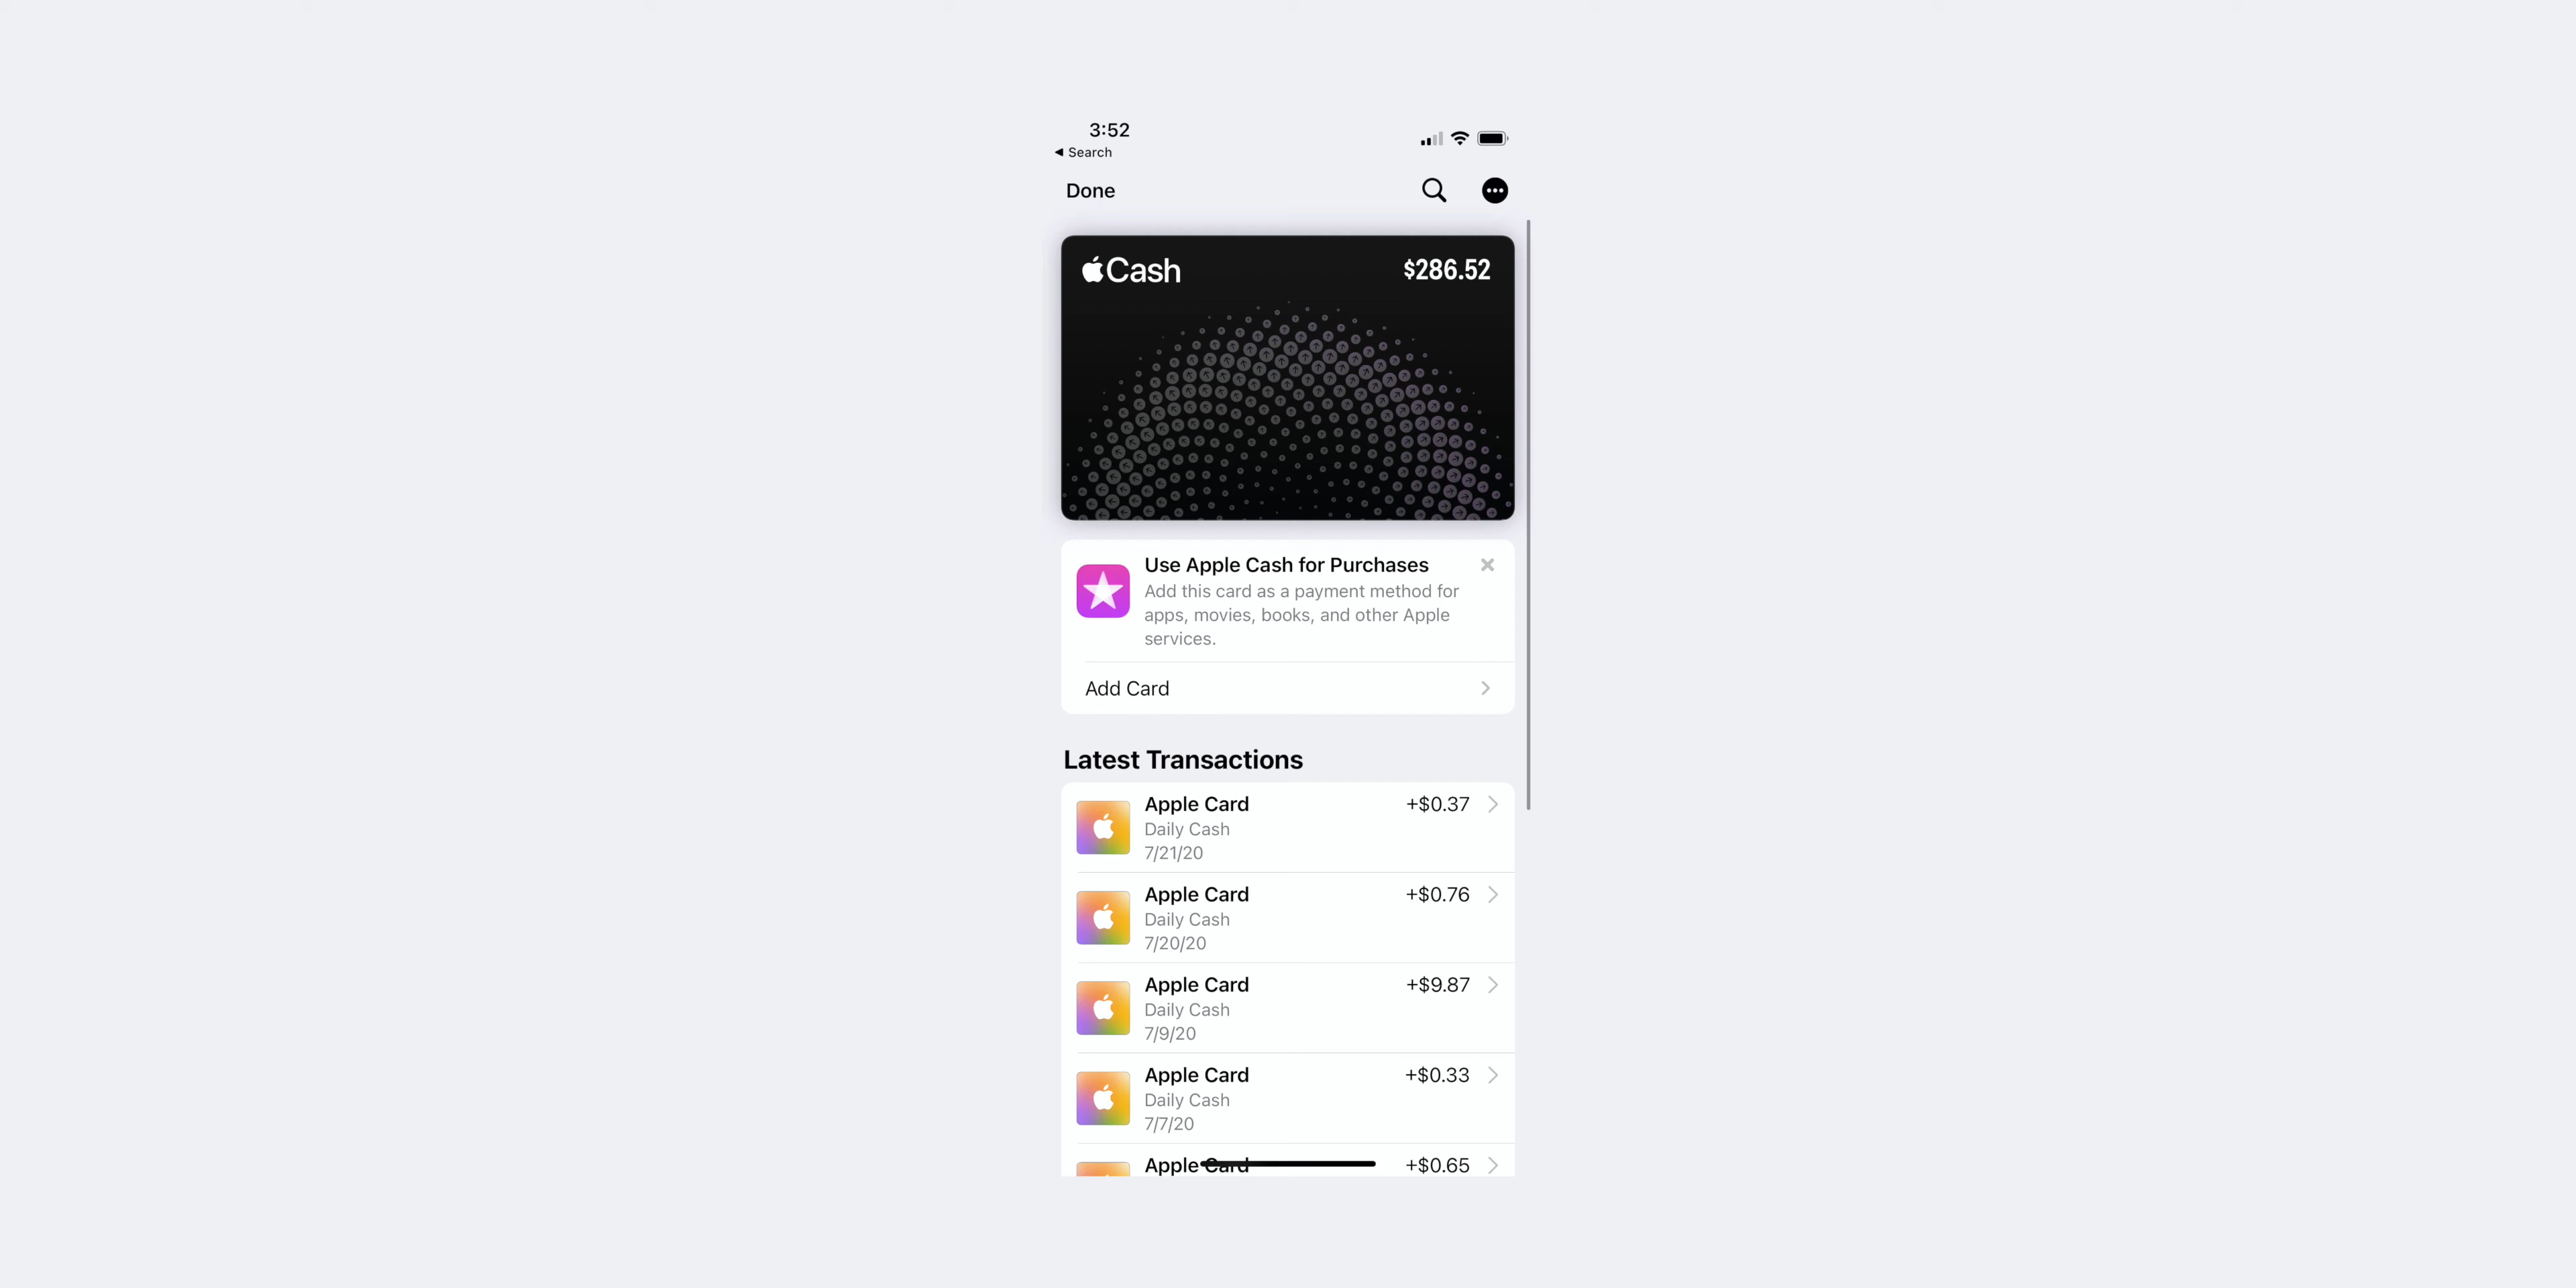 3:52
◀ Search
Done
Cash
$286.52
Use Apple Cash for Purchases
Add this card as a payment method for
apps, movies, books, and other Apple
services.
Add Card
Latest Transactions
Apple Card
+$0.37
Daily Cash
7/21/20
Apple Card
+$0.76
Daily Cash
7/20/20
Apple Card
+$9.87
Daily Cash
7/9/20
Apple Card
+$0.33
Daily Cash
7/7/20
Apple Card
+$0.65